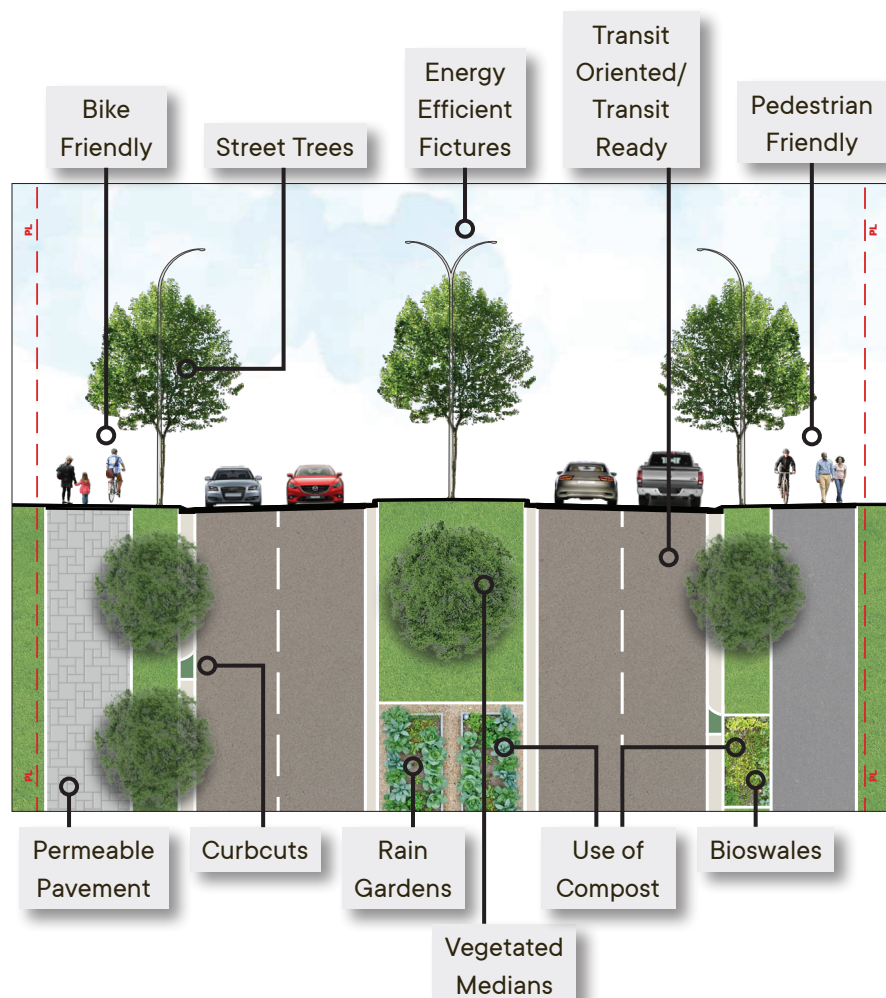 Transit
Oriented/
Transit
Ready
Energy
Efficient
Fictures
Bike
Friendly
Street Trees
Pedestrian
Friendly
PL
PL
PL
PL
Permeable
Pavement
Curbcuts
Rain
Gardens
Use of
Compost
Bioswales
Vegetated
Medians